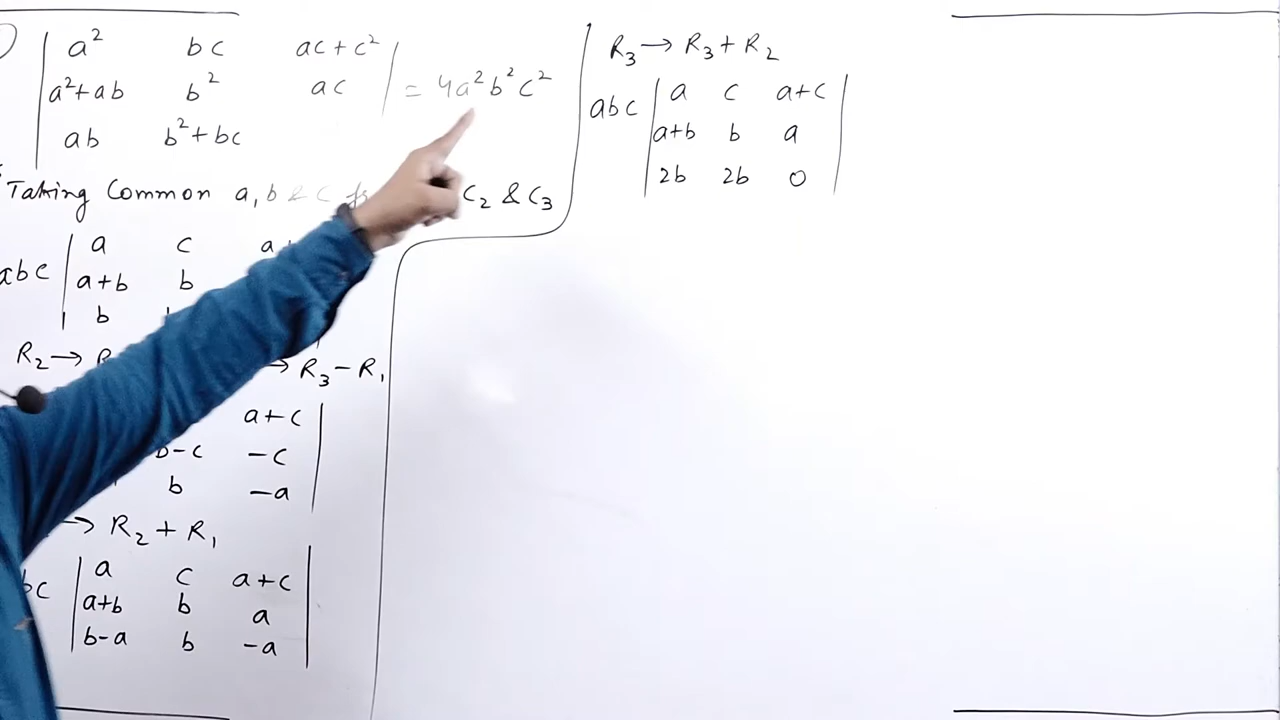 a² bc ac+c²
a²+ab b² ac = 4a²b²c²
ab b²+bc
Taking Common a, b & c C₂ & C₃
abc a c
a+b b
b
R₂→ → R₃−R₁
a+c
b−c −c
b −a
→ R₂+R₁
a c a+c
a+b b a
b−a b −a
R₃→ R₃+R₂
abc a c a+c
a+b b a
2b 2b 0